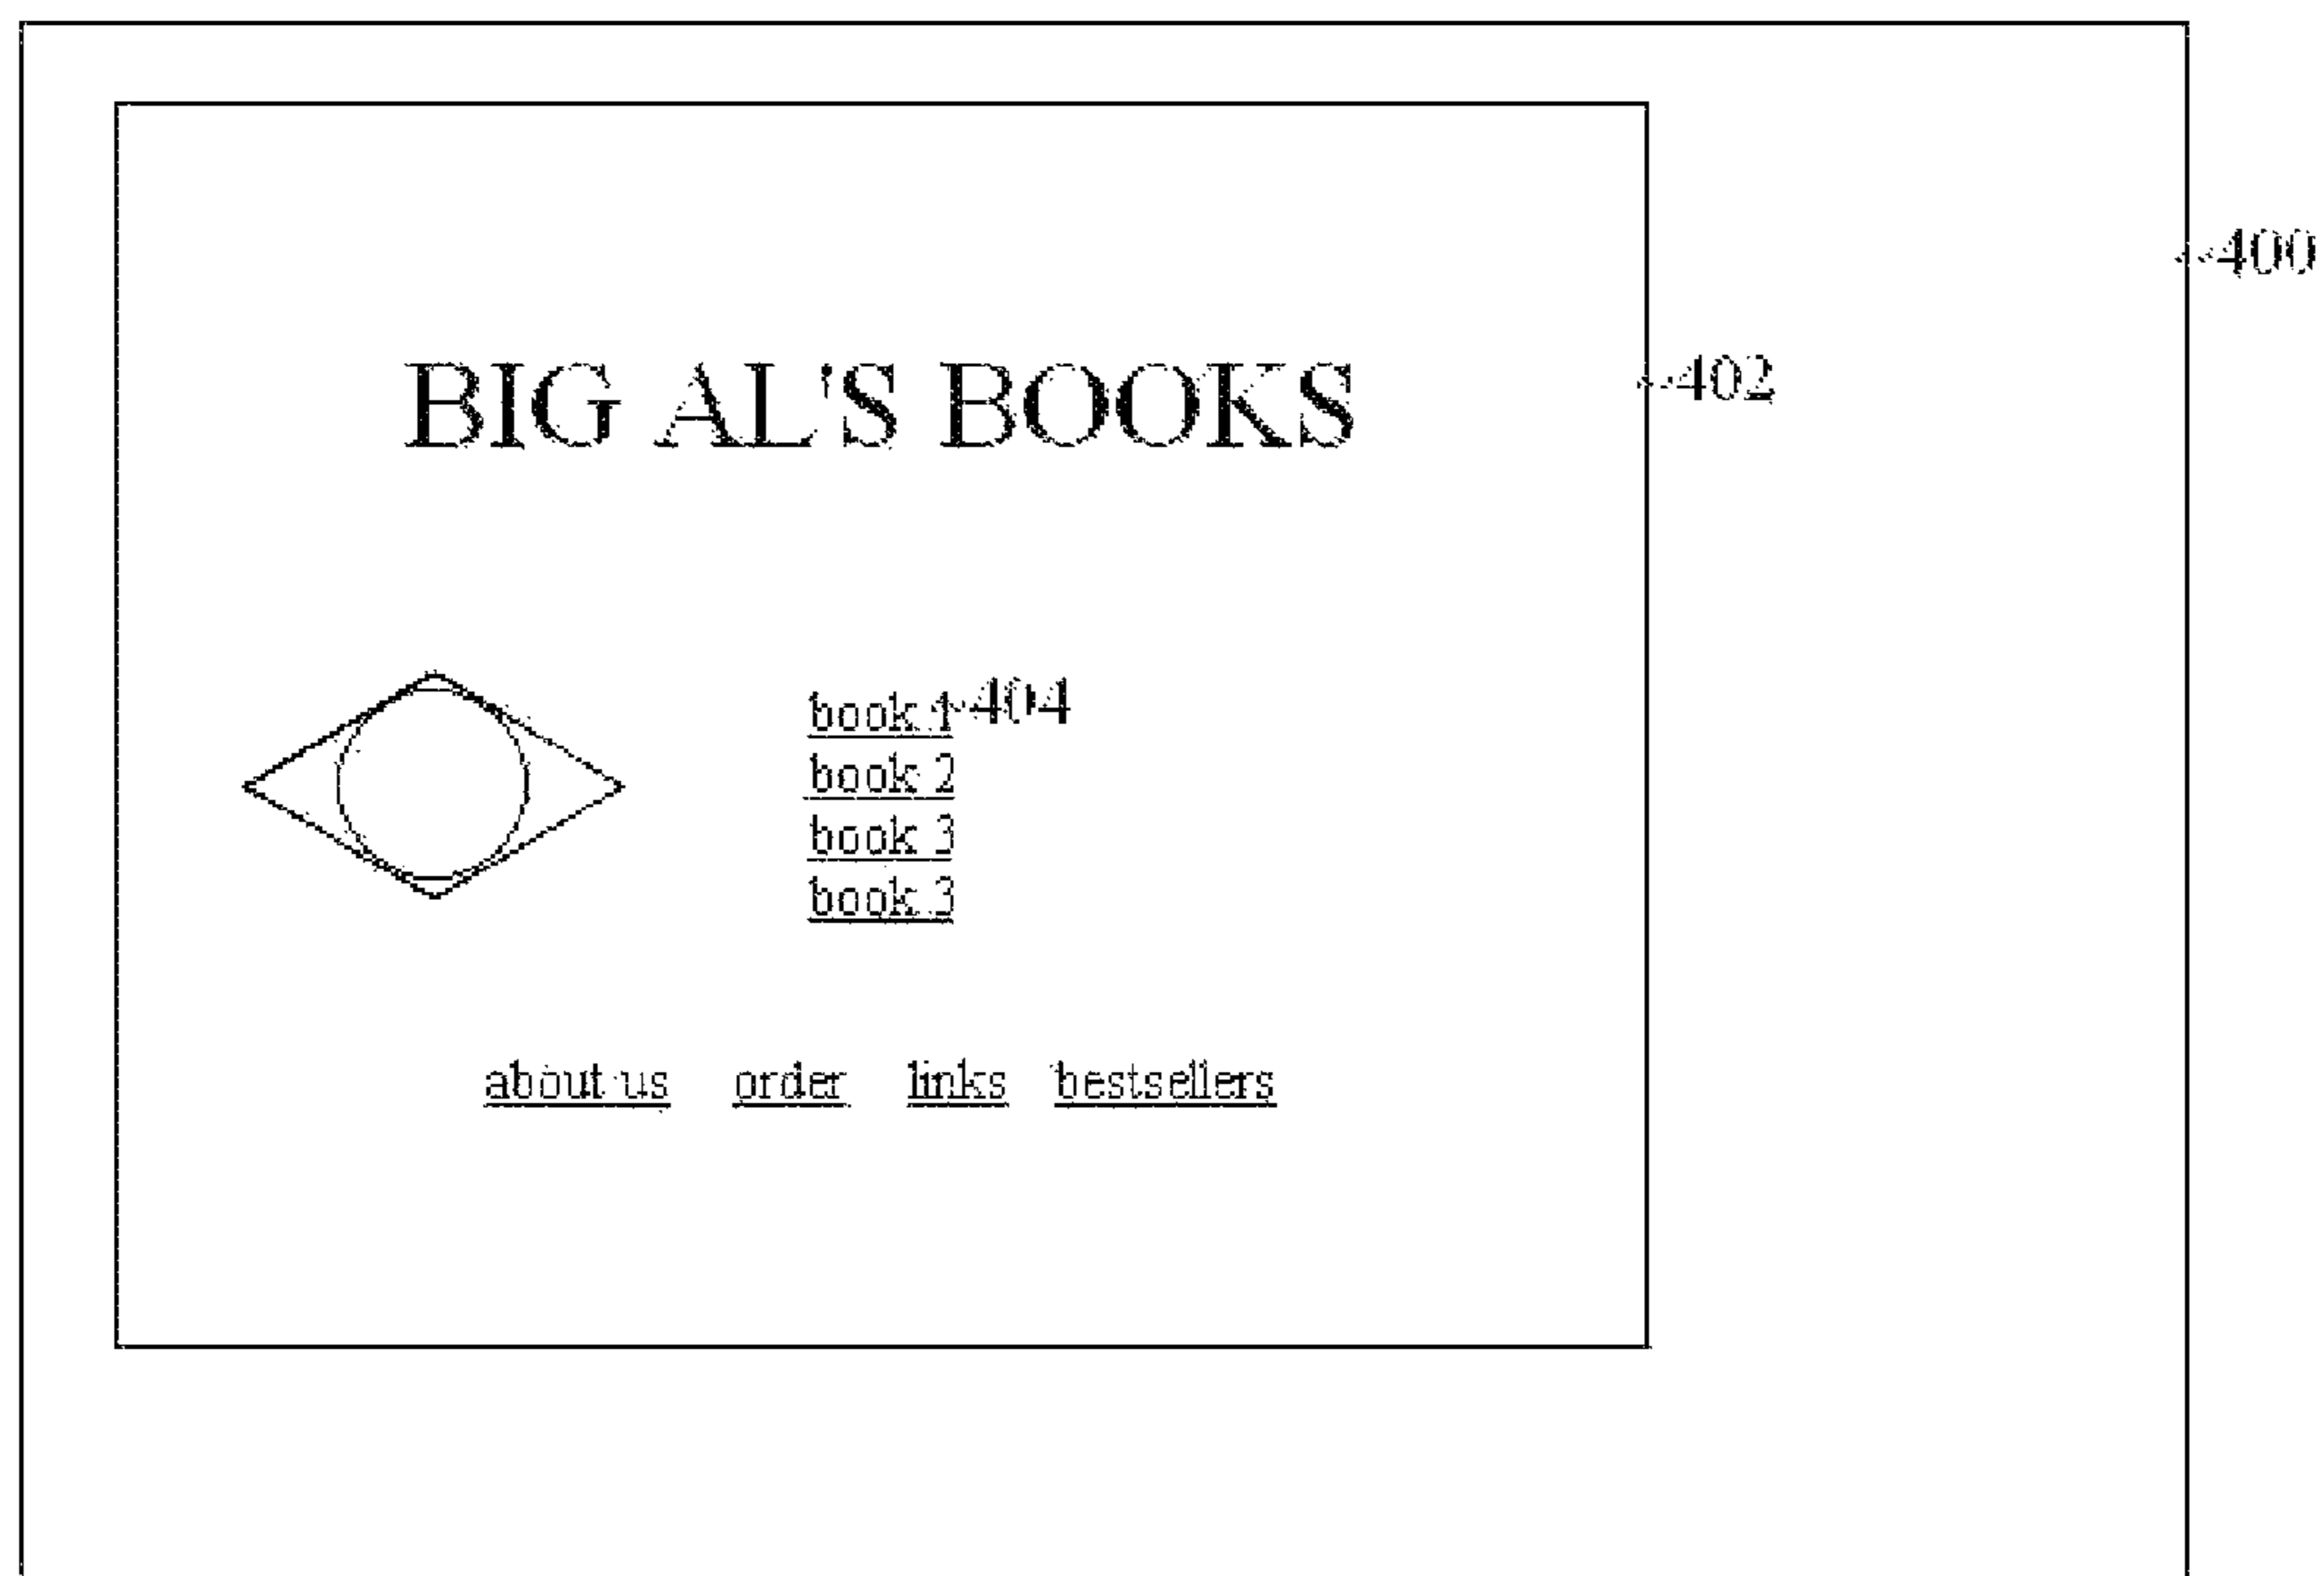 400
BIG AL'S BOOKS
402
book 1 404
book 2
book 3
book 3
about us order links bestsellers